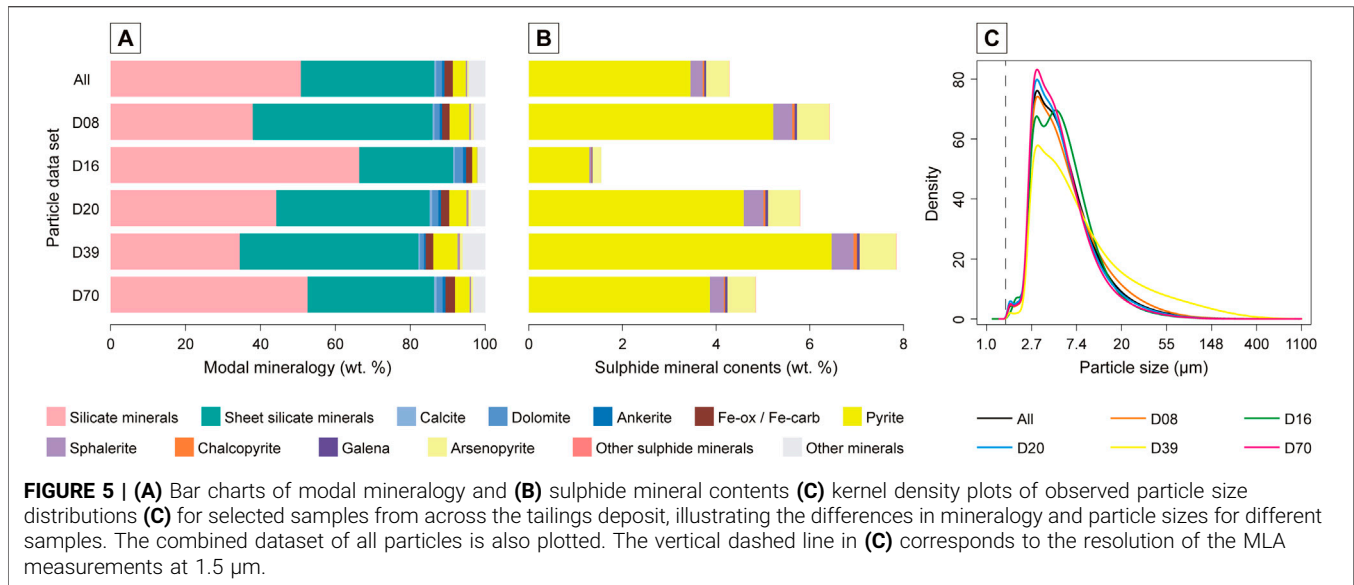 A
B
C
Particle data set
All
D08
D16
D20
D39
D70
0 20 40 60 80 100
Modal mineralogy (wt. %)
0 2 4 6 8
Sulphide mineral conents (wt. %)
Density
80
60
40
20
0
1.0 2.7 7.4 20 55 148 400 1100
Particle size (µm)
Silicate minerals Sheet silicate minerals Calcite Dolomite Ankerite Fe-ox / Fe-carb Pyrite
Sphalerite Chalcopyrite Galena Arsenopyrite Other sulphide minerals Other minerals
All D08 D16
D20 D39 D70
FIGURE 5 | (A) Bar charts of modal mineralogy and (B) sulphide mineral contents (C) kernel density plots of observed particle size
distributions (C) for selected samples from across the tailings deposit, illustrating the differences in mineralogy and particle sizes for different
samples. The combined dataset of all particles is also plotted. The vertical dashed line in (C) corresponds to the resolution of the MLA
measurements at 1.5 µm.